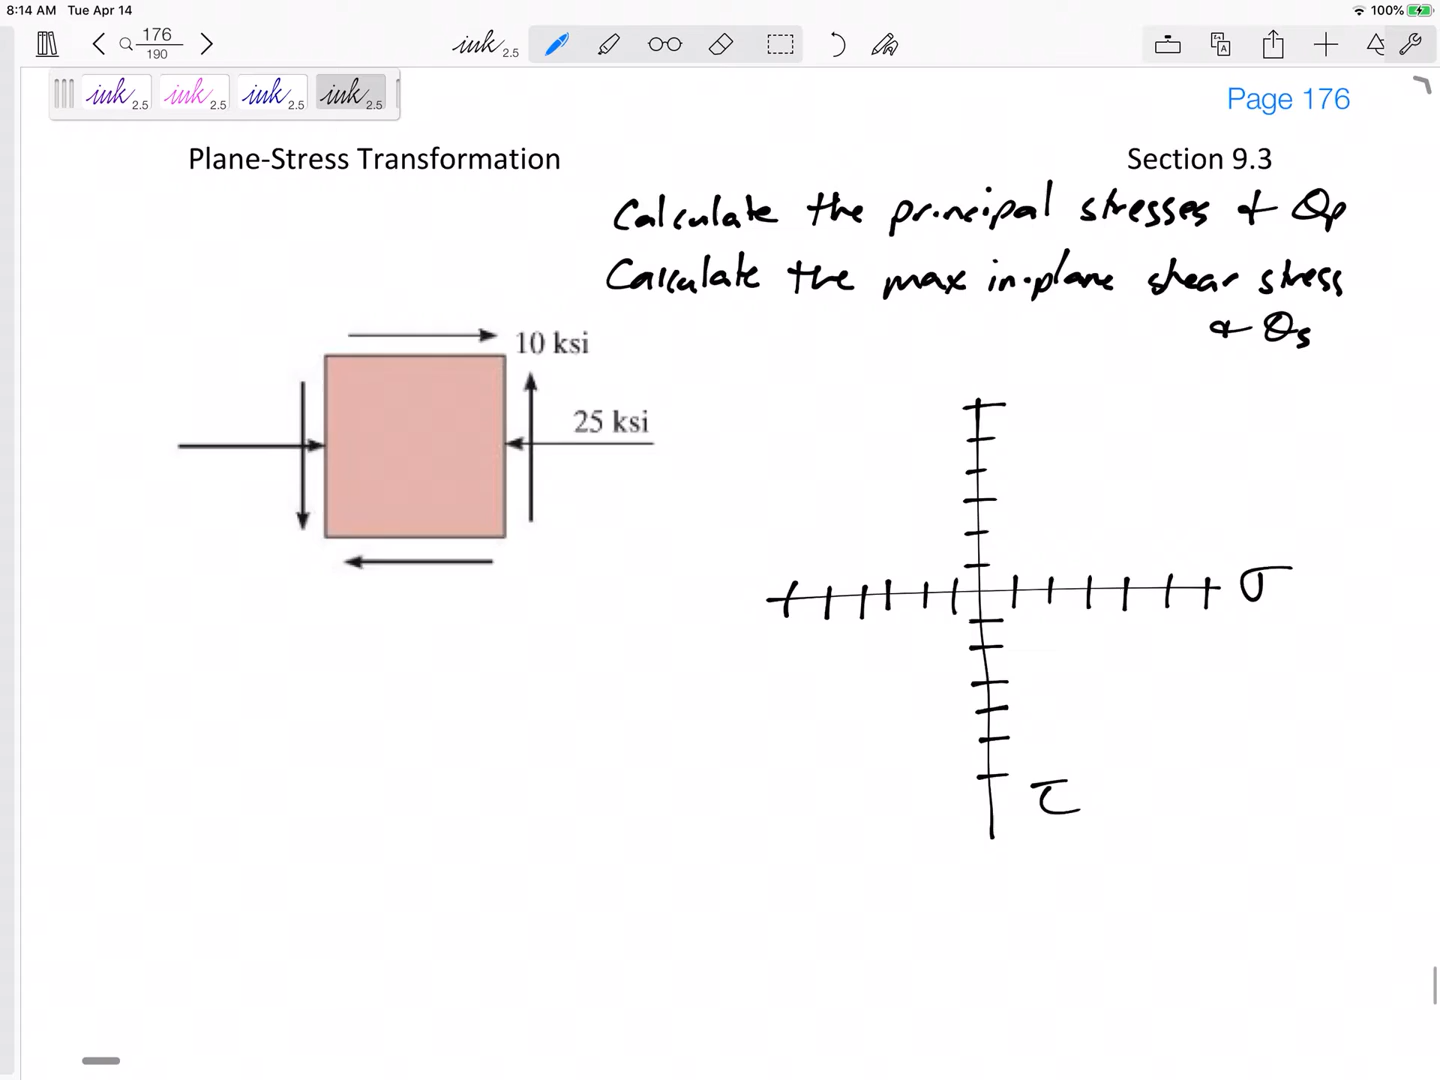 8:14 AM Tue Apr 14
100%
176
190
ink 2.5
ink 2.5 ink 2.5 ink 2.5 ink 2.5
Page 176
Plane-Stress Transformation Section 9.3
Calculate the principal stresses & θp
Calculate the max in-plane shear stress
& θs
10 ksi
25 ksi
σ
τ